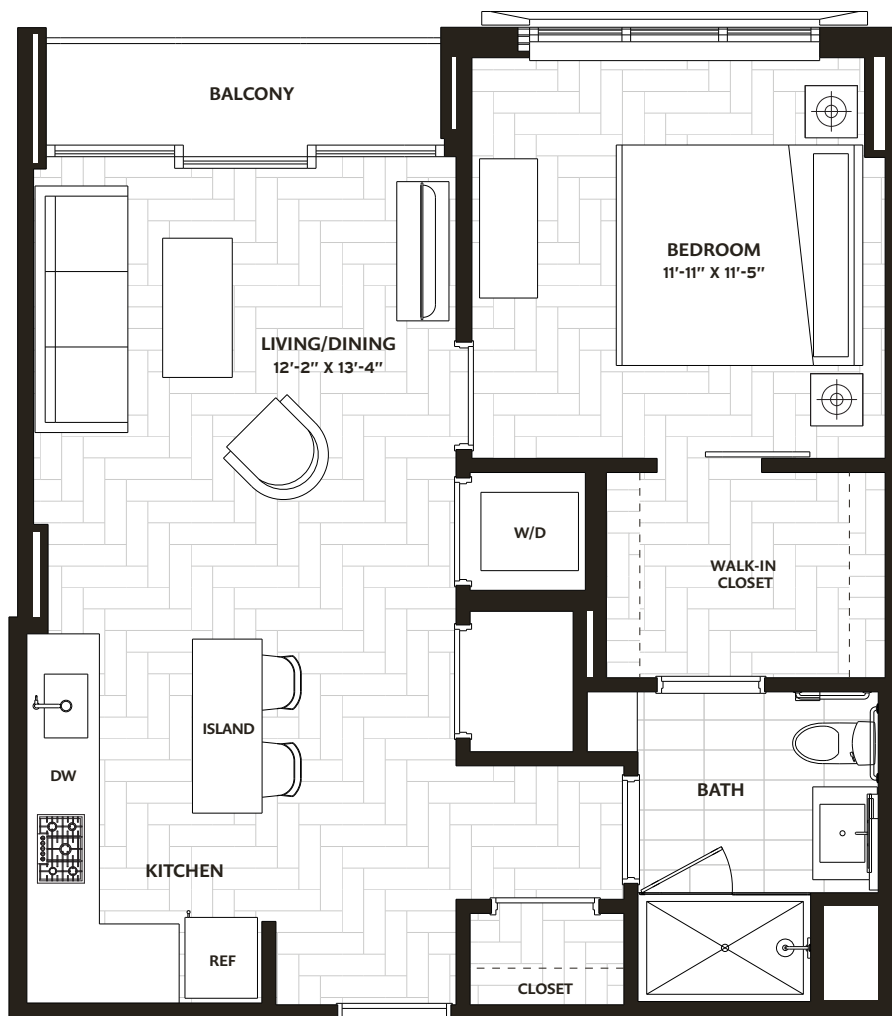 BALCONY
BEDROOM
11'-11" X 11'-5"
LIVING/DINING
12'-2" X 13'-4"
W/D
WALK-IN
CLOSET
ISLAND
DW
BATH
KITCHEN
REF
CLOSET